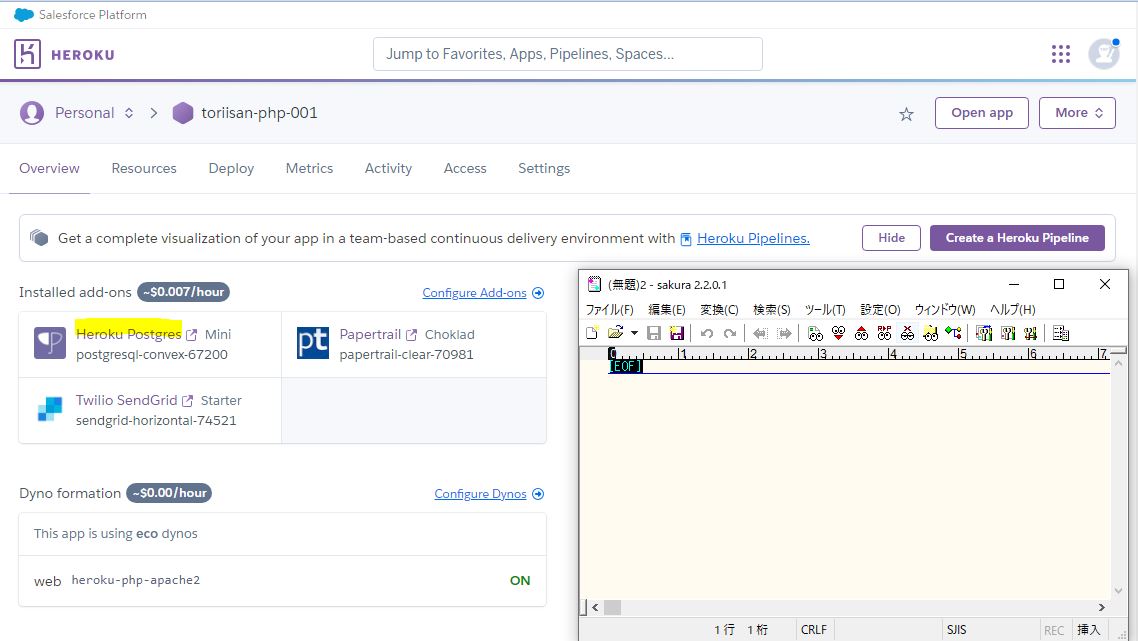 Salesforce Platform
HEROKU
Jump to Favorites, Apps, Pipelines, Spaces...
Personal
toriisan-php-001
Open app
More
Overview Resources Deploy Metrics Activity Access Settings
Get a complete visualization of your app in a team-based continuous delivery environment with Heroku Pipelines.
Hide
Create a Heroku Pipeline
Installed add-ons ~$0.007/hour
Configure Add-ons
Heroku Postgres Mini
postgresql-convex-67200
pt
Papertrail Choklad
papertrail-clear-70981
Twilio SendGrid Starter
sendgrid-horizontal-74521
Dyno formation ~$0.00/hour
Configure Dynos
This app is using eco dynos
web heroku-php-apache2 ON
(無題)2 - sakura 2.2.0.1
ファイル(F) 編集(E) 変換(C) 検索(S) ツール(T) 設定(O) ウィンドウ(W) ヘルプ(H)
0 1 2 3 4 5 6 7
[EOF]
1 行 1 桁 CRLF SJIS REC 挿入